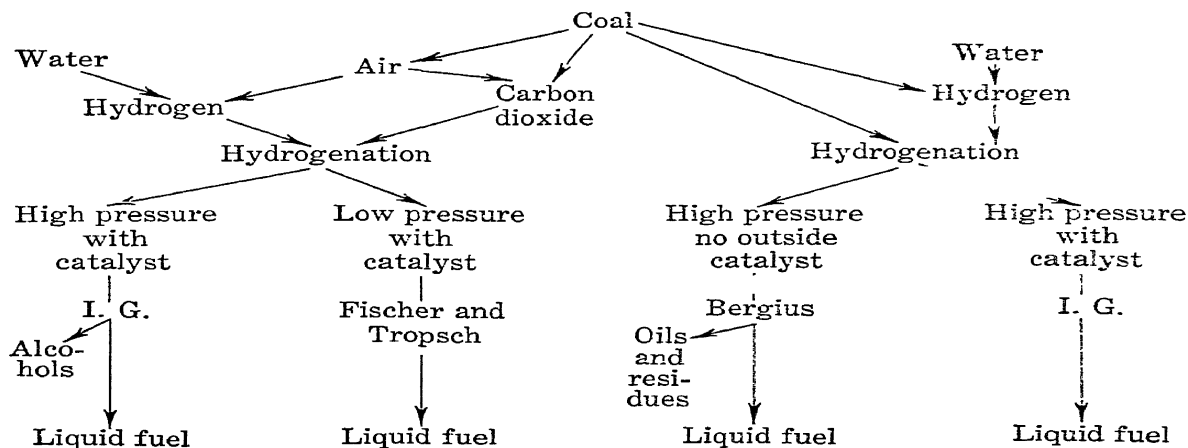 Coal
Water
Air
Water
Hydrogen
Carbon
dioxide
Hydrogen
Hydrogenation
Hydrogenation
High pressure
with
catalyst
Low pressure
with
catalyst
High pressure
no outside
catalyst
High pressure
with
catalyst
I. G.
Fischer and
Tropsch
Bergius
I. G.
Alco-
hols
Oils
and
resi-
dues
Liquid fuel
Liquid fuel
Liquid fuel
Liquid fuel